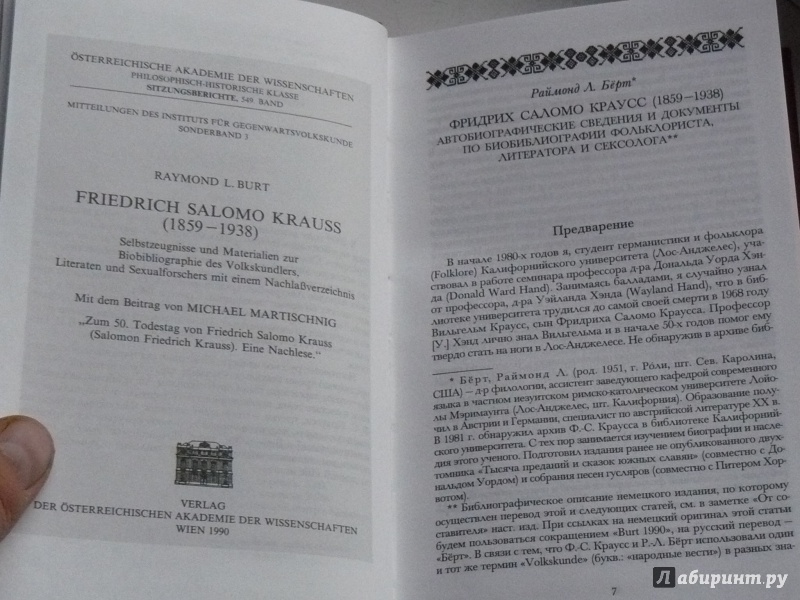 ÖSTERREICHISCHE AKADEMIE DER WISSENSCHAFTEN
PHILOSOPHISCH-HISTORISCHE KLASSE
SITZUNGSBERICHTE, 549. BAND
MITTEILUNGEN DES INSTITUTS FÜR GEGENWARTSVOLKSKUNDE
SONDERBAND 3
RAYMOND L. BURT
FRIEDRICH SALOMO KRAUSS
(1859–1938)
Selbstzeugnisse und Materialien zur
Biobibliographie des Volkskundlers,
Literaten und Sexualforschers mit einem Nachlaßverzeichnis
Mit dem Beitrag von MICHAEL MARTISCHNIG
„Zum 50. Todestag von Friedrich Salomo Krauss
(Salomon Friedrich Krauss). Eine Nachlese.“
VERLAG
DER ÖSTERREICHISCHEN AKADEMIE DER WISSENSCHAFTEN
WIEN 1990
Раймонд Л. Бёрт*
ФРИДРИХ САЛОМО КРАУСС (1859–1938)
АВТОБИОГРАФИЧЕСКИЕ СВЕДЕНИЯ И ДОКУМЕНТЫ
ПО БИОБИБЛИОГРАФИИ ФОЛЬКЛОРИСТА,
ЛИТЕРАТОРА И СЕКСОЛОГА**
Предварение
В начале 1980-х годов я, студент германистики и фольклора
(Folklore) Калифорнийского университета (Лос-Анджелес), уча-
ствовал в работе семинара профессора д-ра Дональда Уорда Хэн-
да (Donald Ward Hand). Занимаясь балладами, я случайно узнал
от профессора, д-ра Уэйланда Хэнда (Wayland Hand), что в биб-
лиотеке университета трудился до самой своей смерти в 1968 году
Вильгельм Краусс, сын Фридриха Саломо Краусса. Профессор
[У.] Хэнд лично знал Вильгельма и в начале 50-х годов помог ему
твердо стать на ноги в Лос-Анджелесе. Не обнаружив в архиве биб-
* Бёрт, Раймонд Л. (род. 1951, г. Роли, шт. Сев. Каролина,
США) — д-р филологии, ассистент заведующего кафедрой современного
языка в частном иезуитском римско-католическом университете Лойо-
лы Мэримаунта (Лос-Анджелес, шт. Калифорния). Образование полу-
чил в Австрии и Германии, специалист по австрийской литературе XX в.
В 1981 г. обнаружил архив Ф.-С. Краусса в библиотеке Калифорний-
ского университета. С тех пор занимается изучением биографии и насле-
дия этого ученого. Подготовил издания ранее не опубликованного двух-
томника «Тысяча преданий и сказок южных славян» (совместно с До-
нальдом Уордом) и собрания песен гусляров (совместно с Питером Хор-
вотом).
** Библиографическое описание немецкого издания, по которому
осуществлен перевод этой и следующих статей, см. в заметке «От со-
ставителя» наст. изд. При ссылках на немецкий оригинал этой статьи
будем пользоваться сокращением «Burt 1990», на русский перевод —
«Бёрт». В связи с тем, что Ф.-С. Краусс и Р.-Л. Бёрт использовали один
и тот же термин «Volkskunde» (букв.: «народные вести») в разных зна-
7
Лабиринт.ру